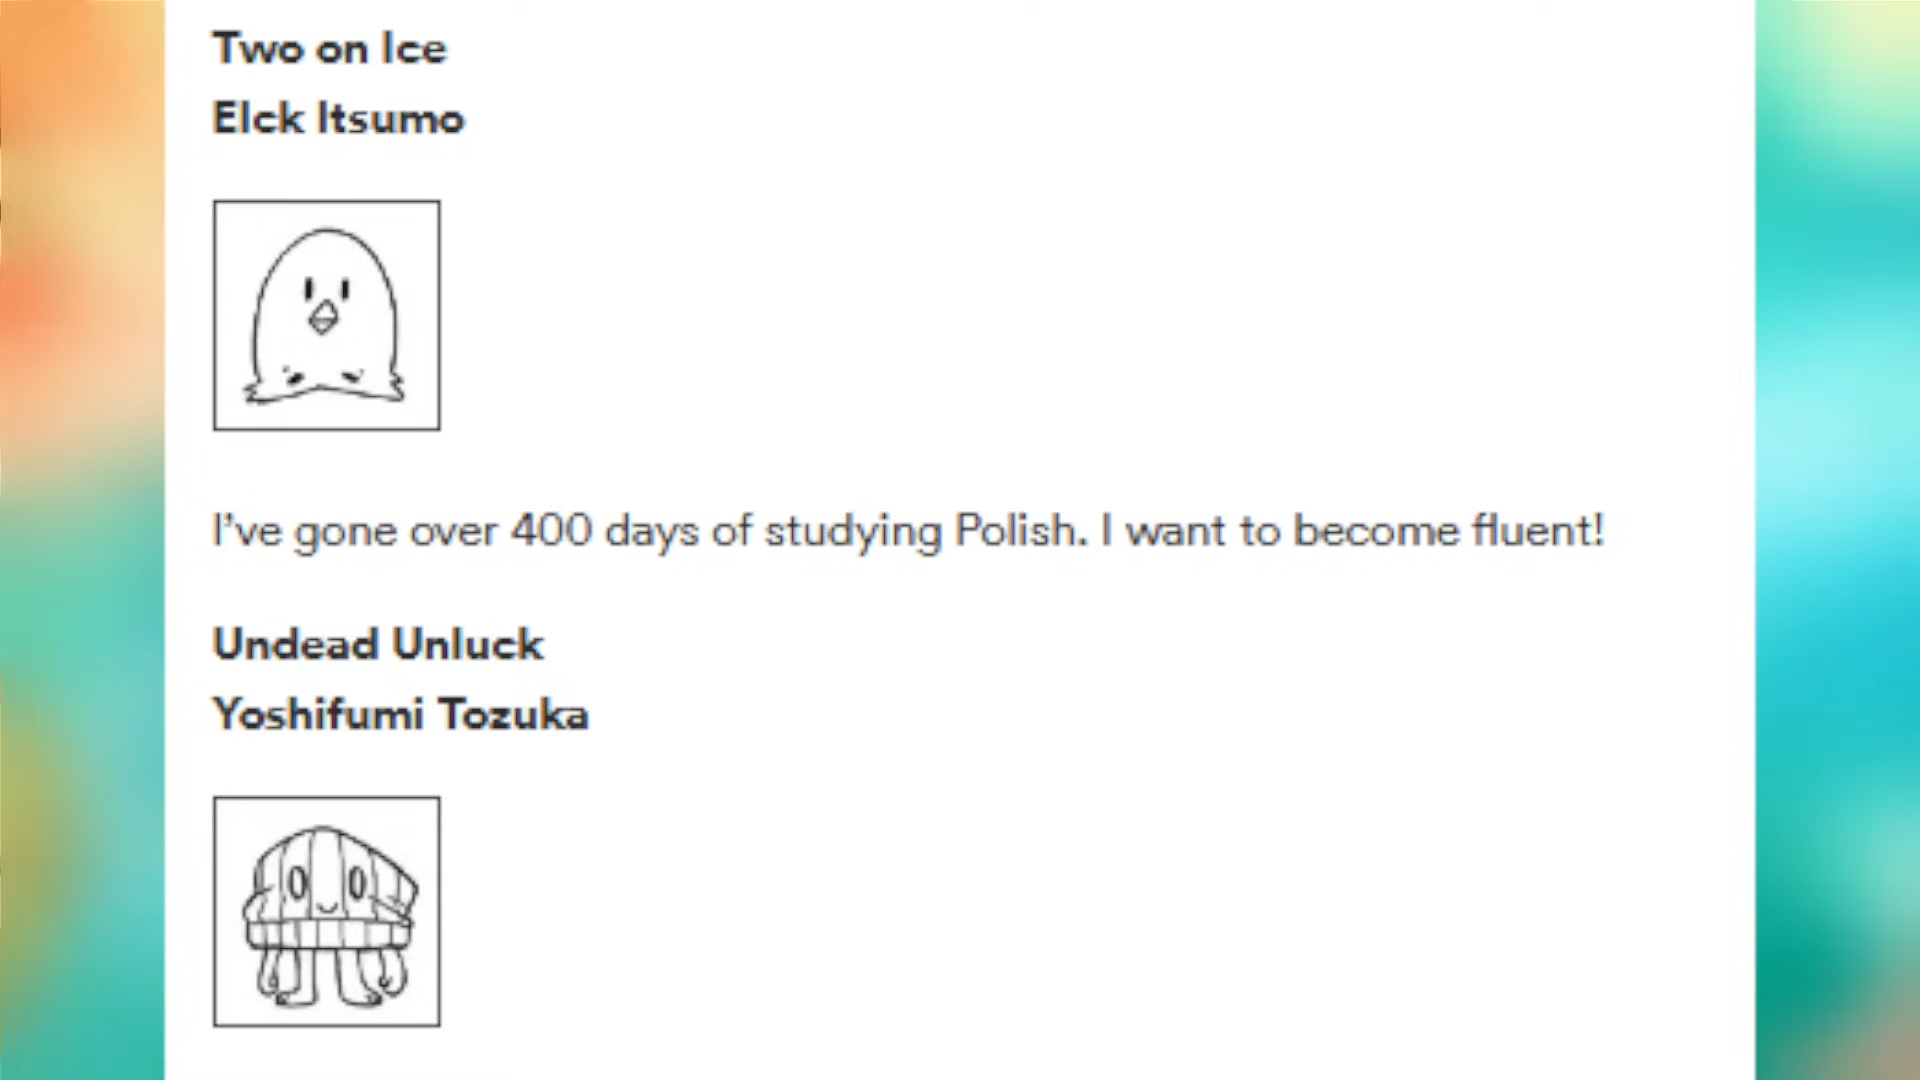 Two on Ice
Elck Itsumo
I've gone over 400 days of studying Polish. I want to become fluent!
Undead Unluck
Yoshifumi Tozuka